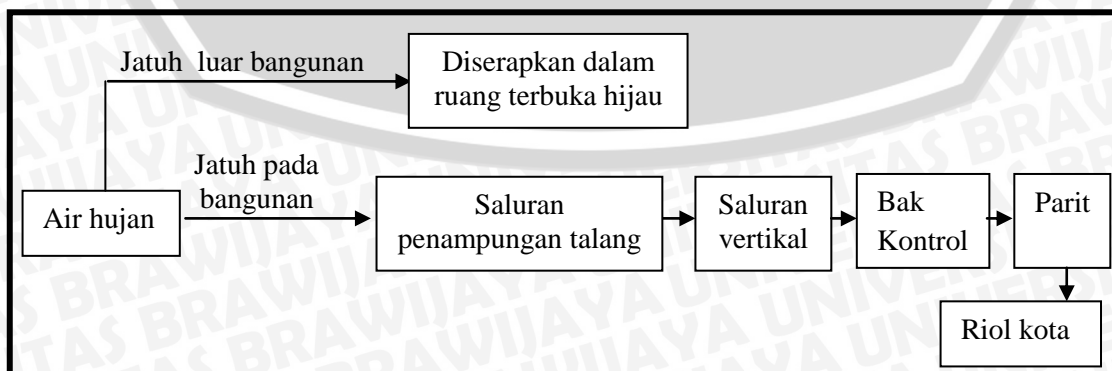 Jatuh luar bangunan
Diserapkan dalam
ruang terbuka hijau
Jatuh pada
bangunan
Air hujan
Saluran
penampungan talang
Saluran
vertikal
Bak
Kontrol
Parit
Riol kota